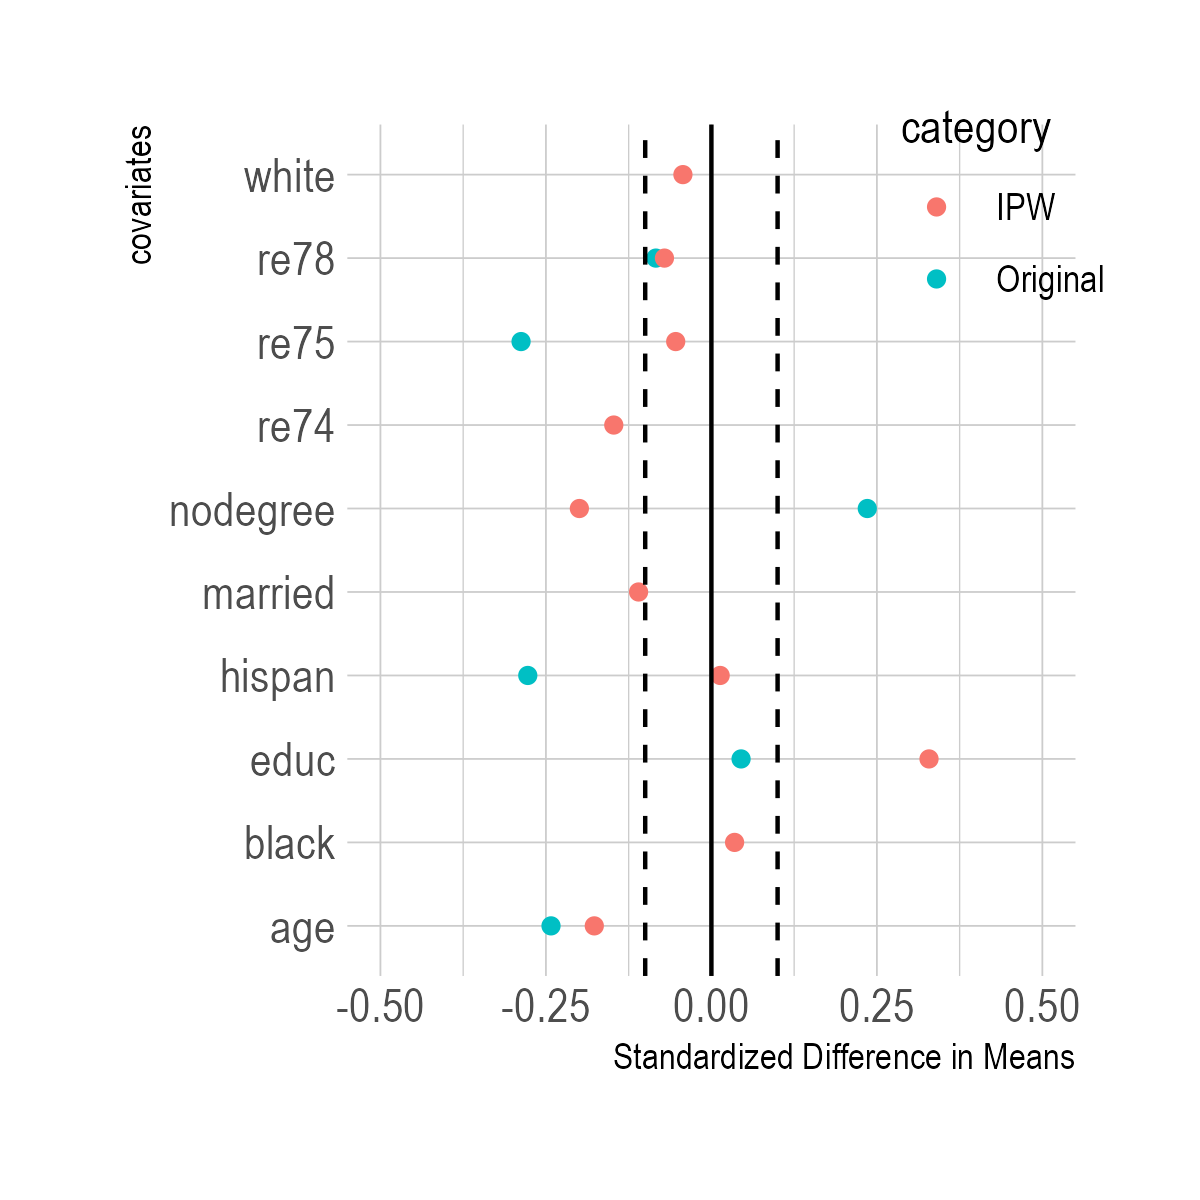 covariates
category
IPW
Original
white
re78
re75
re74
nodegree
married
hispan
educ
black
age
-0.50 -0.25 0.00 0.25 0.50
Standardized Difference in Means